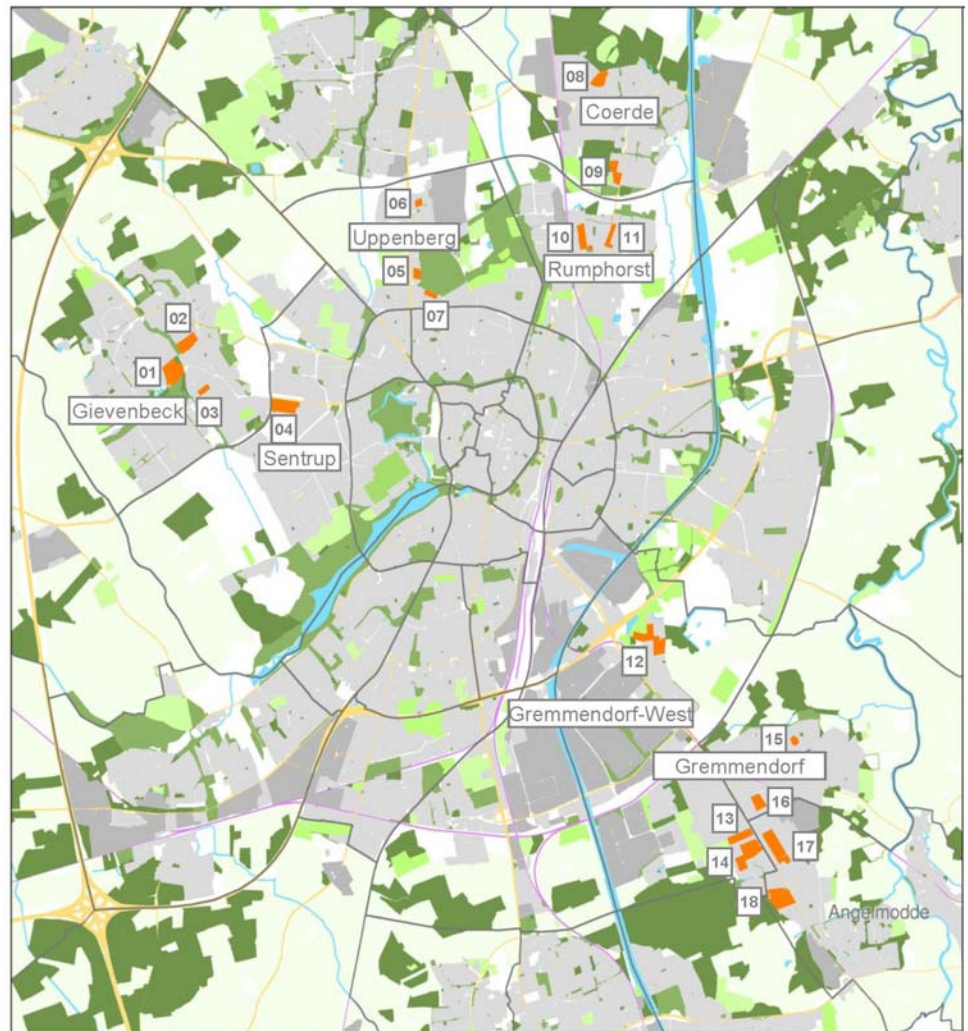 08
Coerde
09
06
Uppenberg
10
11
Rumphorst
05
07
02
01
03
Gievenbeck
04
Sentrup
12
Gremmendorf-West
15
Gremmendorf
16
13
17
14
18
Angelmodde